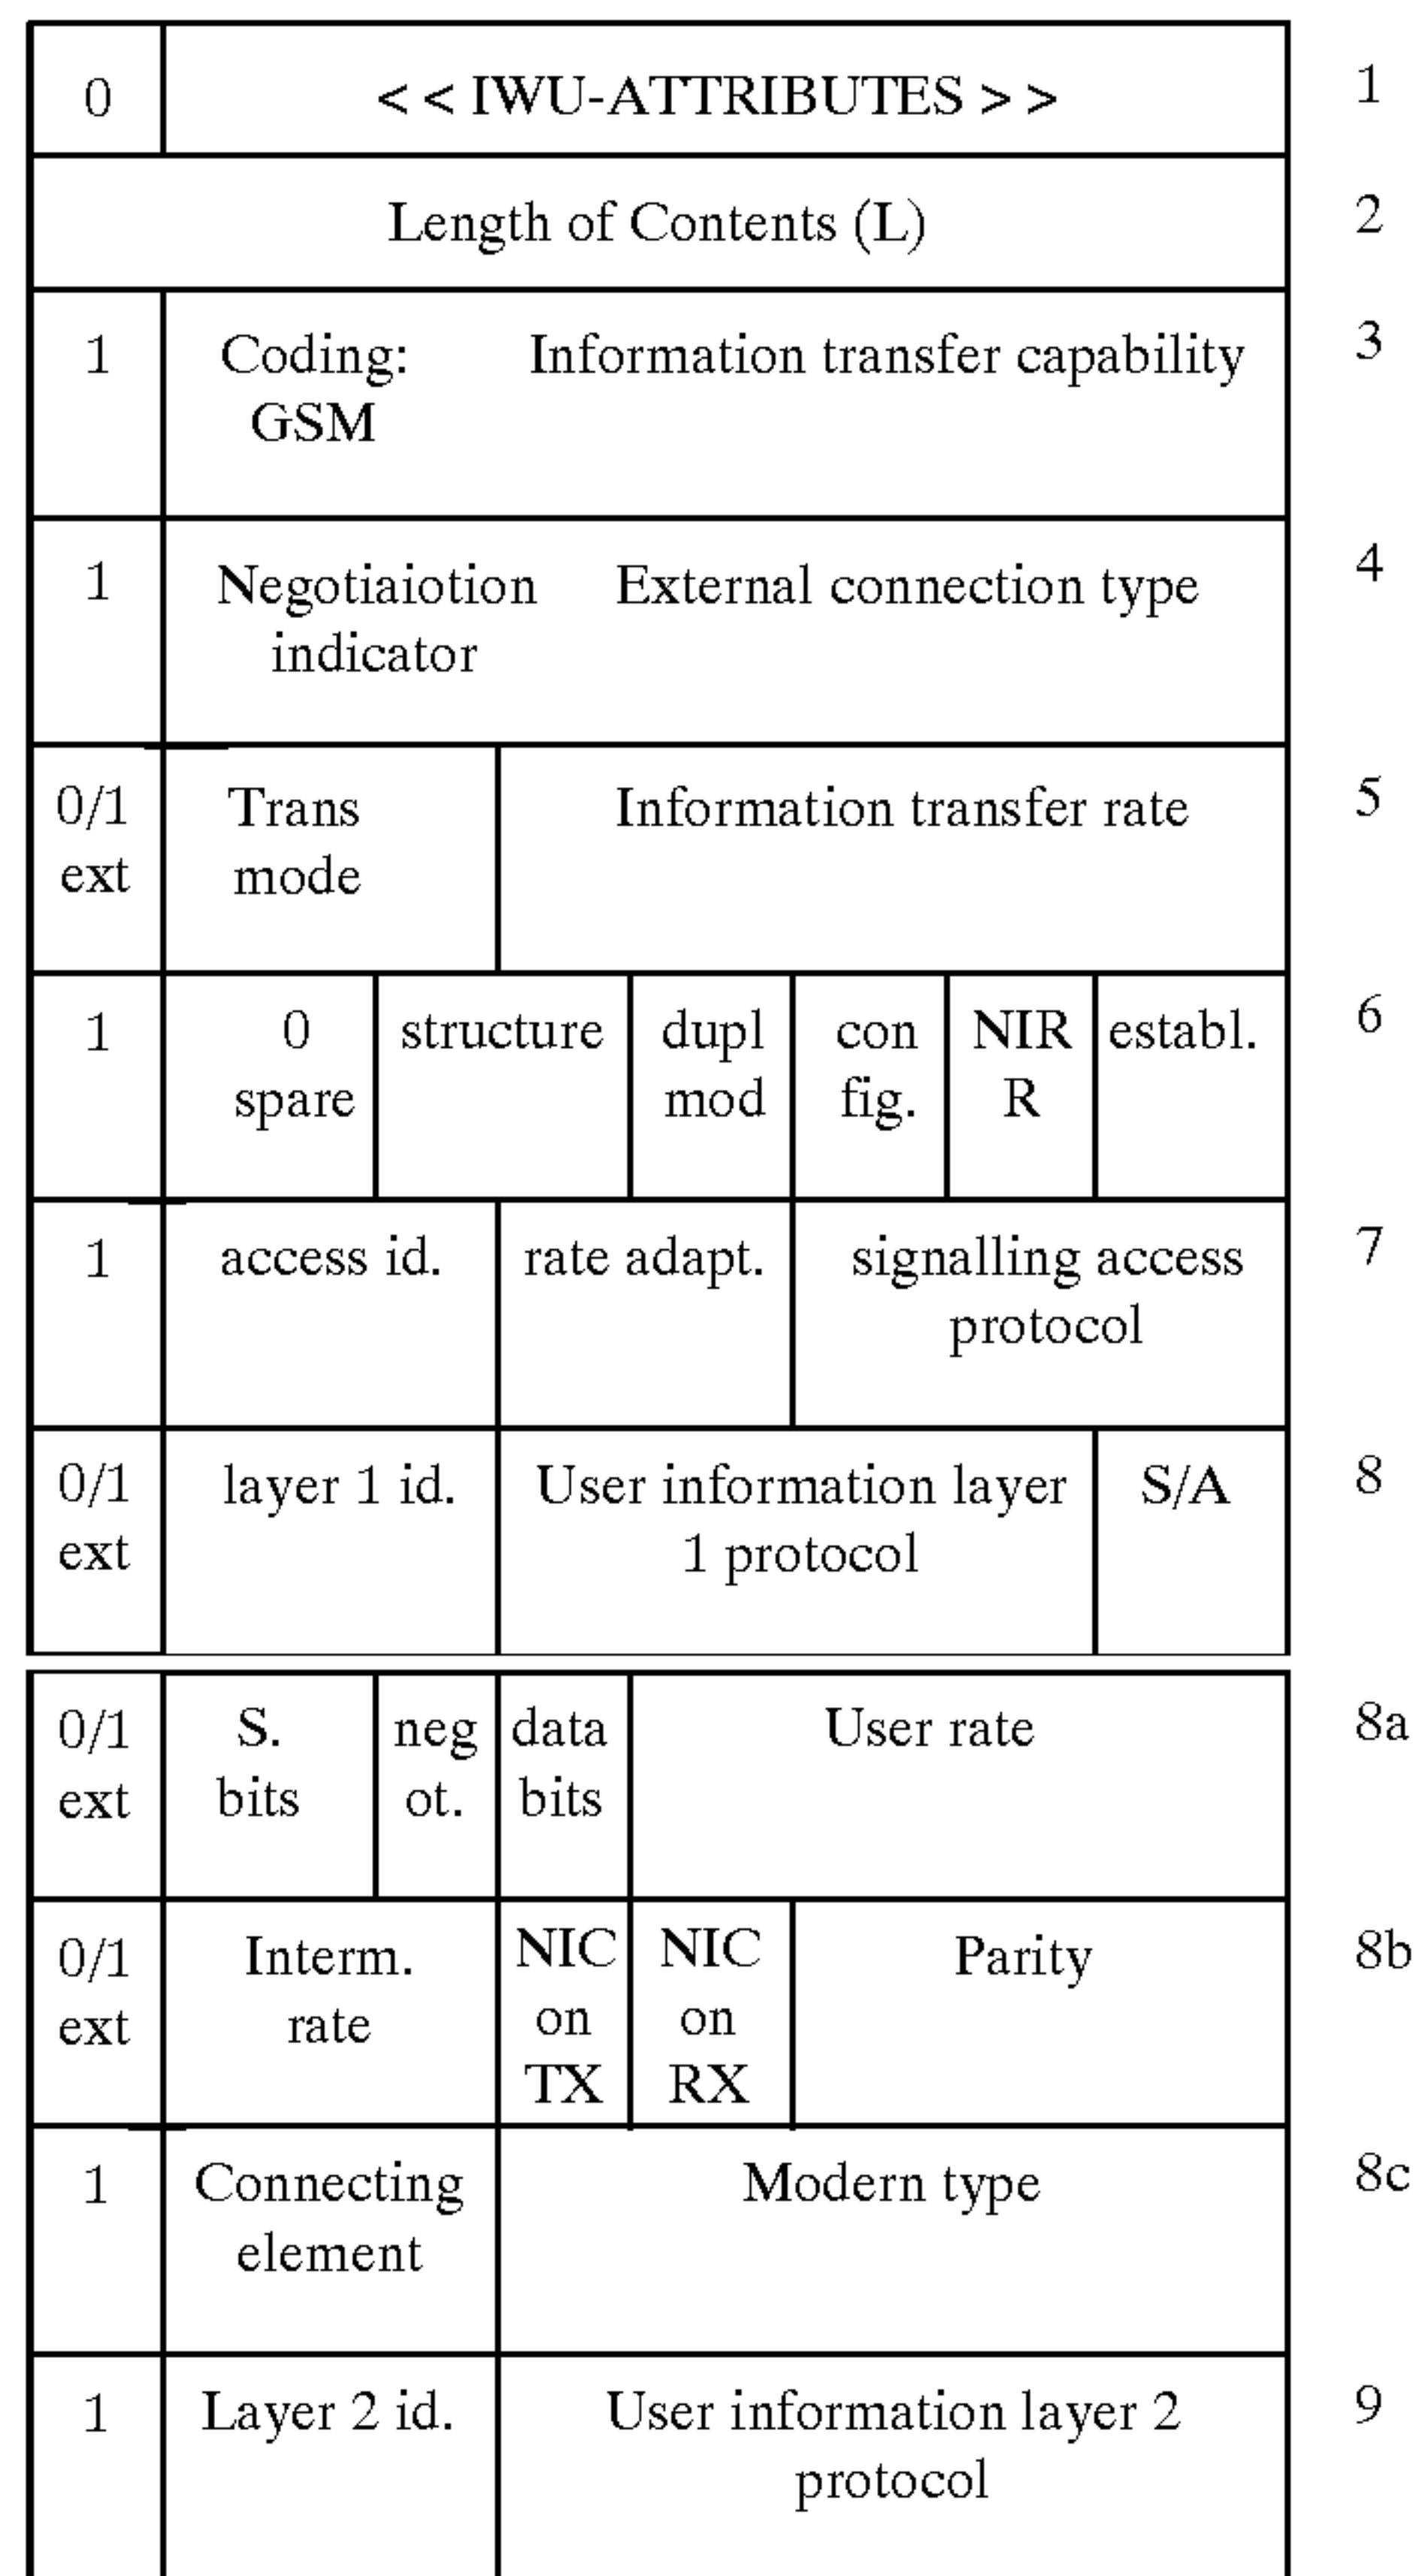 0 < < IWU-ATTRIBUTES > > 1
Length of Contents (L) 2
1 Coding: Information transfer capability 3
GSM
1 Negotiaiotion External connection type 4
indicator
0/1 Trans Information transfer rate 5
ext mode
1 0 structure dupl con NIR establ. 6
spare mod fig. R
1 access id. rate adapt. signalling access 7
protocol
0/1 layer 1 id. User information layer S/A 8
ext 1 protocol
0/1 S. neg data User rate 8a
ext bits ot. bits
0/1 Interm. NIC NIC Parity 8b
ext rate on on
TX RX
1 Connecting Modern type 8c
element
1 Layer 2 id. User information layer 2 9
protocol